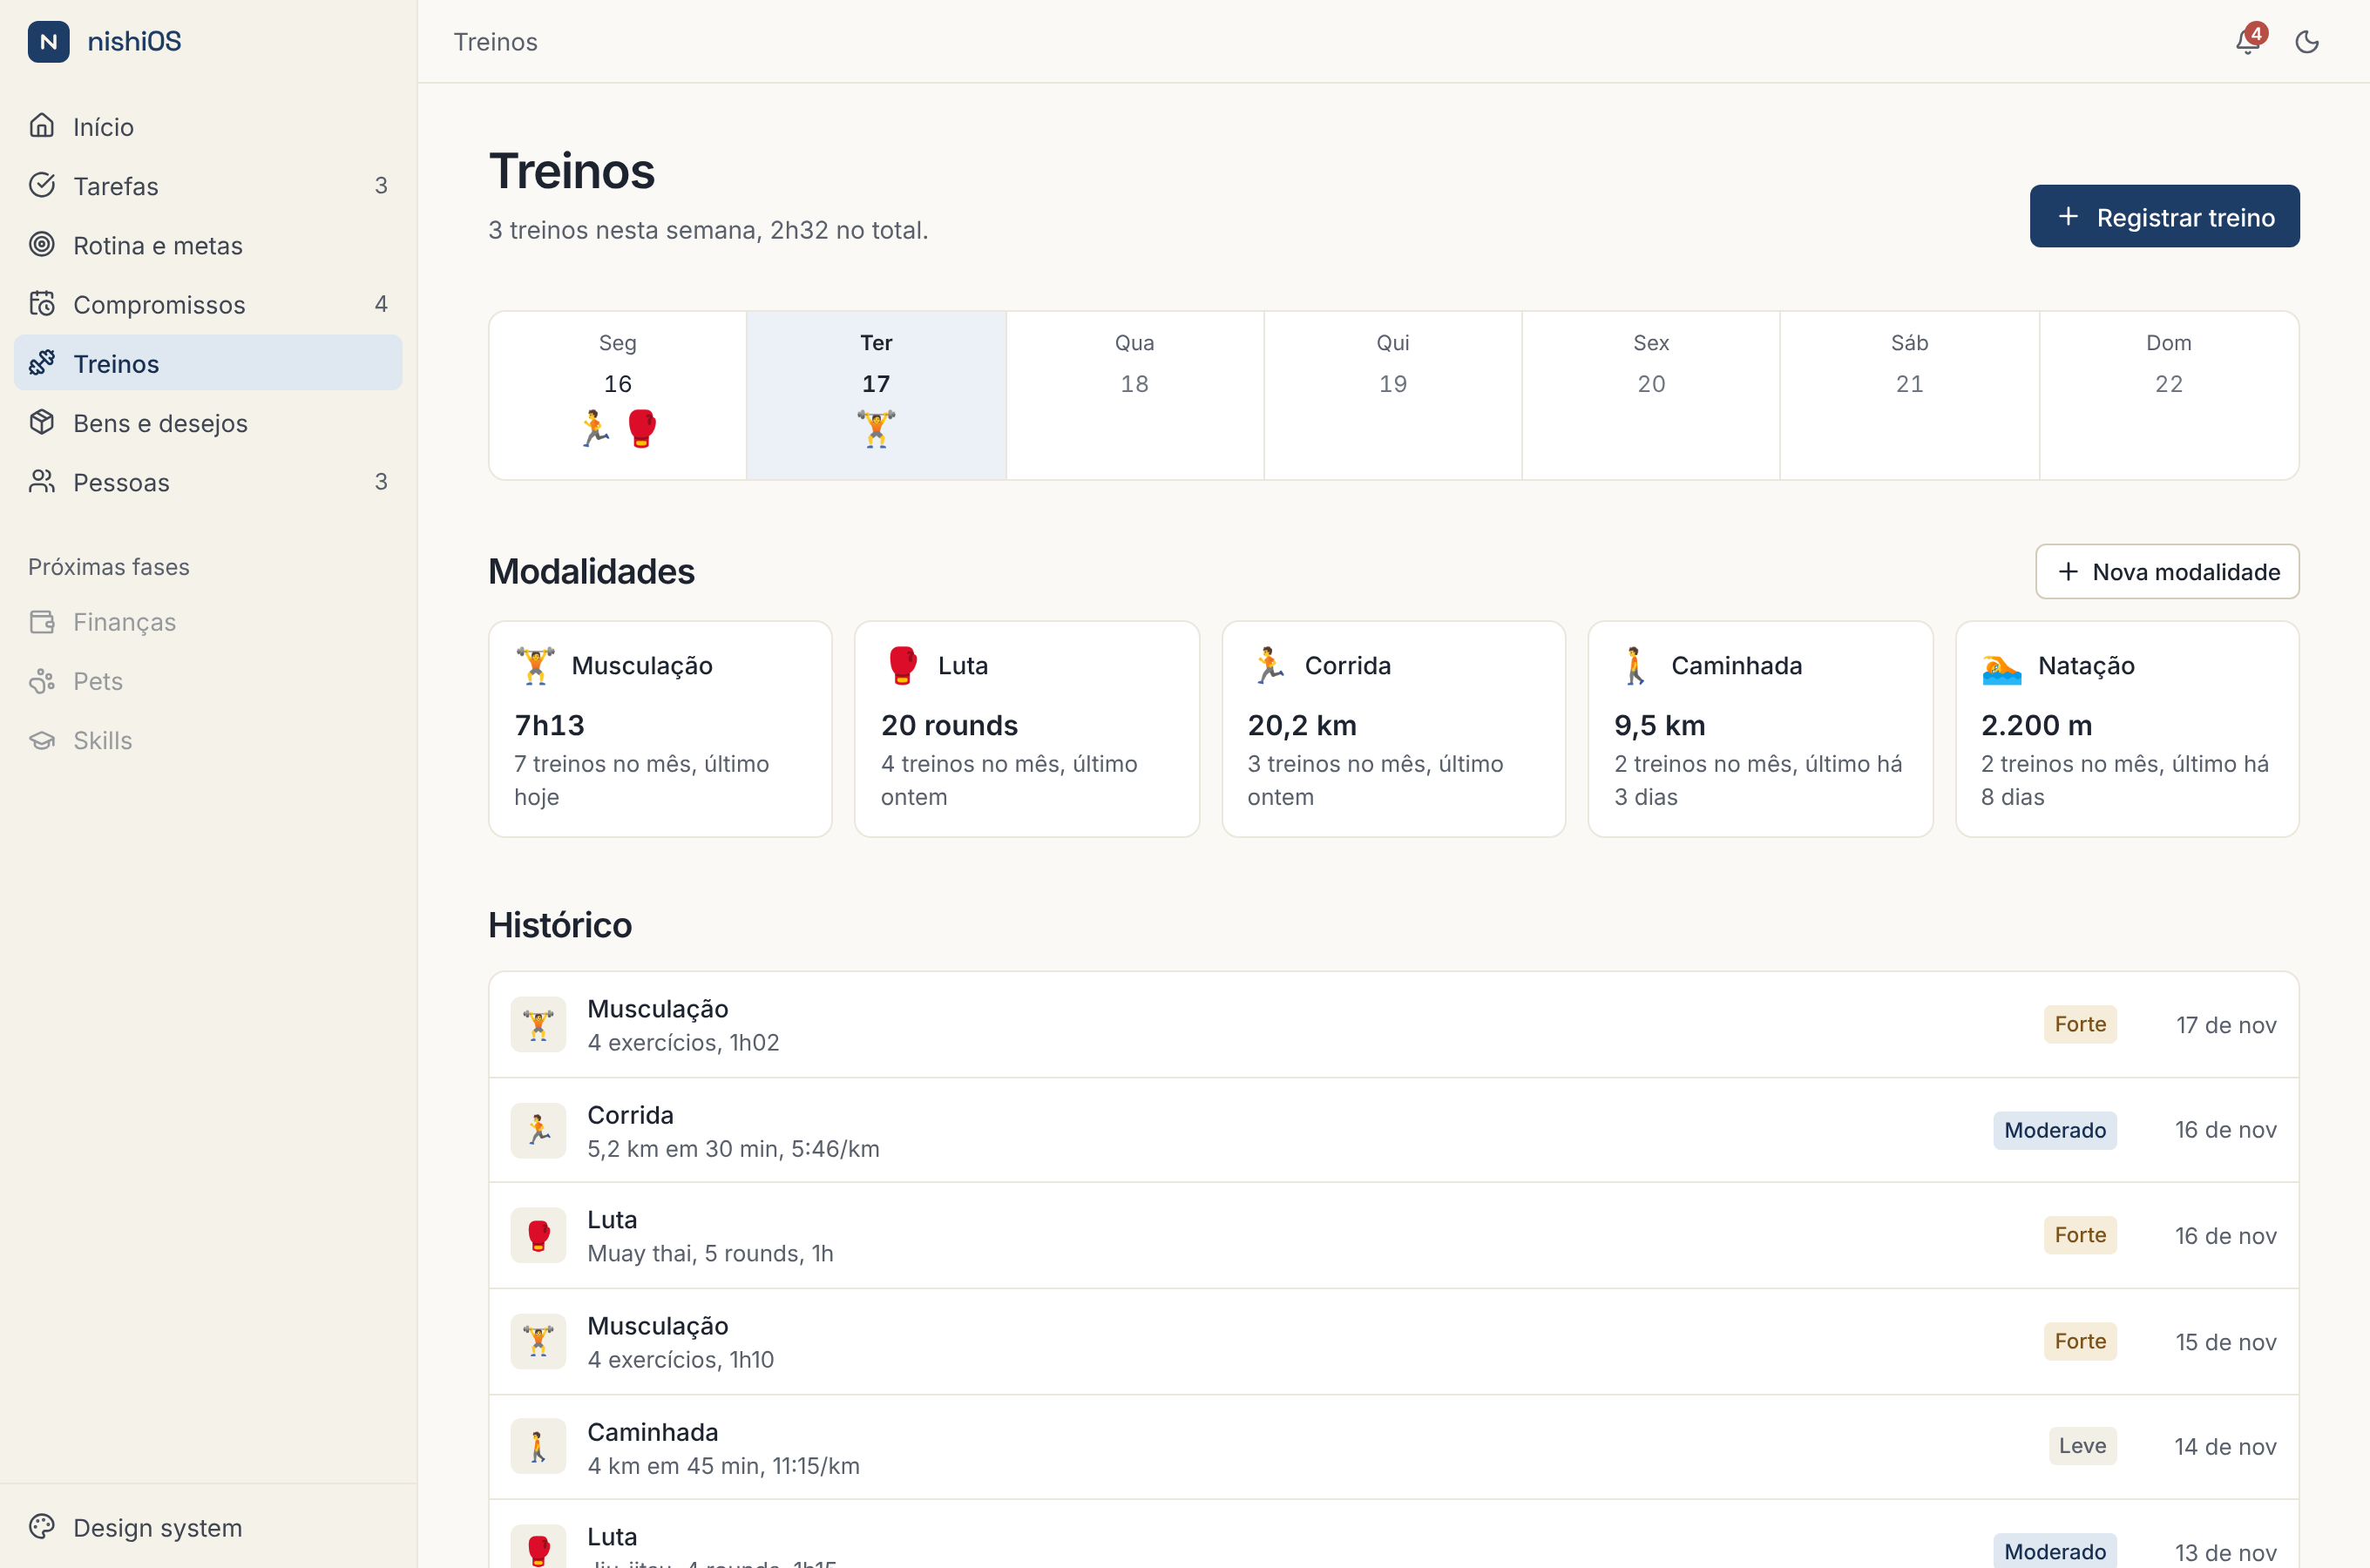 N nishiOS
Treinos
4
Início
Tarefas 3
Rotina e metas
Compromissos 4
Treinos
Bens e desejos
Pessoas 3
Próximas fases
Finanças
Pets
Skills
Design system
Treinos
3 treinos nesta semana, 2h32 no total.
+ Registrar treino
Seg Ter Qua Qui Sex Sáb Dom
16 17 18 19 20 21 22
Modalidades
+ Nova modalidade
Musculação
7h13
7 treinos no mês, último
hoje
Luta
20 rounds
4 treinos no mês, último
ontem
Corrida
20,2 km
3 treinos no mês, último
ontem
Caminhada
9,5 km
2 treinos no mês, último há
3 dias
Natação
2.200 m
2 treinos no mês, último há
8 dias
Histórico
Musculação
4 exercícios, 1h02
Forte 17 de nov
Corrida
5,2 km em 30 min, 5:46/km
Moderado 16 de nov
Luta
Muay thai, 5 rounds, 1h
Forte 16 de nov
Musculação
4 exercícios, 1h10
Forte 15 de nov
Caminhada
4 km em 45 min, 11:15/km
Leve 14 de nov
Luta
Moderado 13 de nov